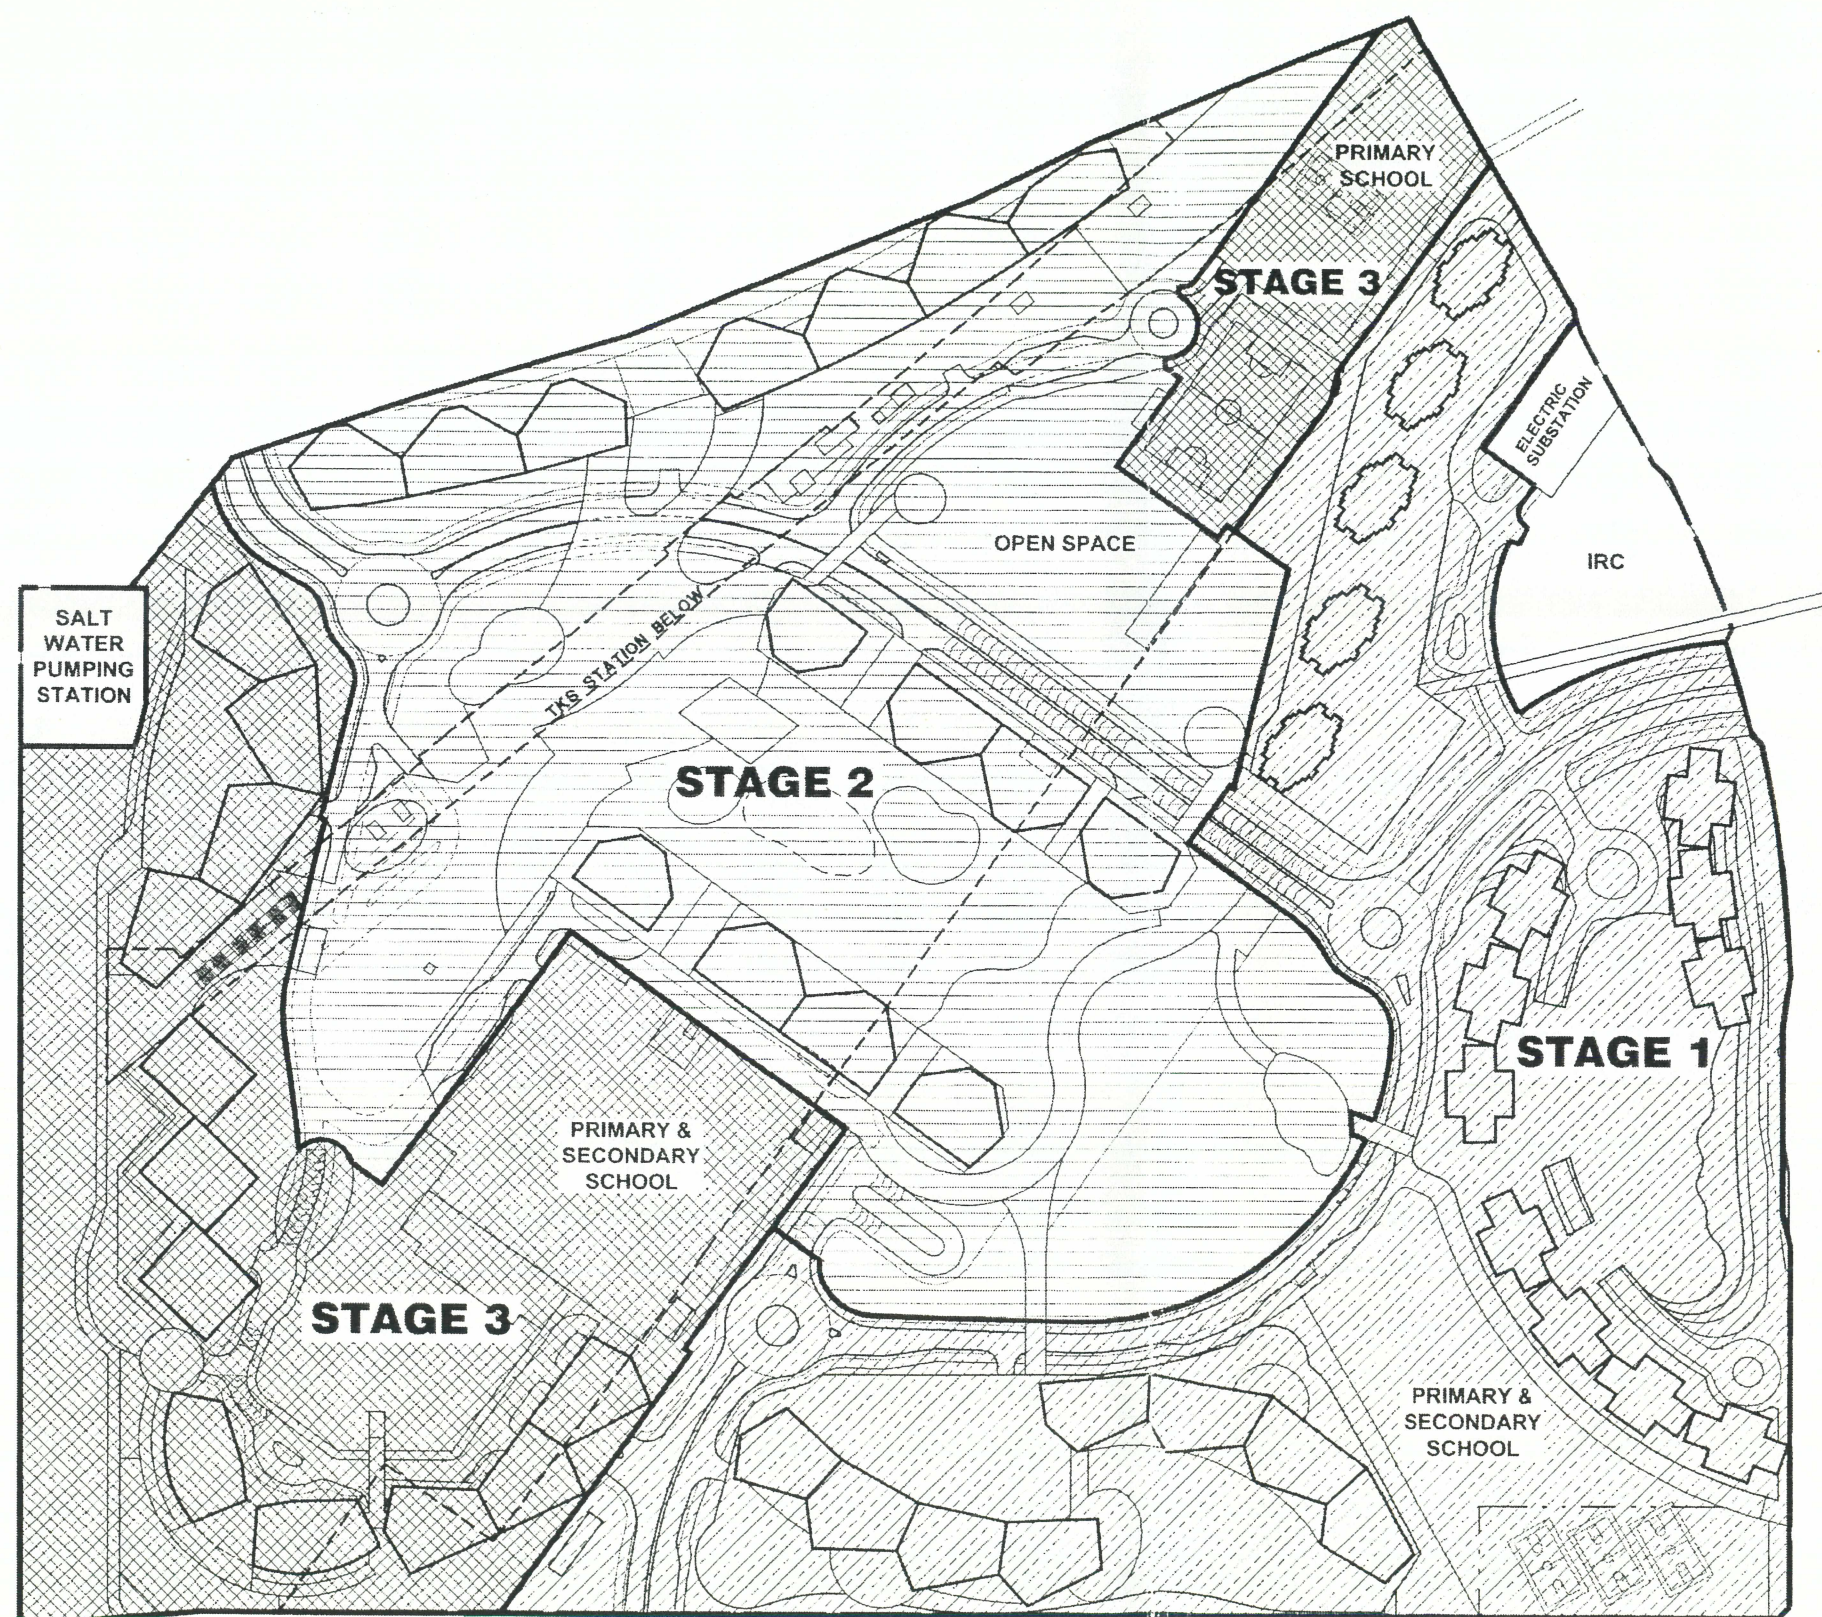 PRIMARY
SCHOOL
STAGE 3
ELECTRIC
SUBSTATION
OPEN SPACE
IRC
SALT
WATER
PUMPING
STATION
TKS STATION BELOW
STAGE 2
STAGE 1
PRIMARY &
SECONDARY
SCHOOL
STAGE 3
PRIMARY &
SECONDARY
SCHOOL